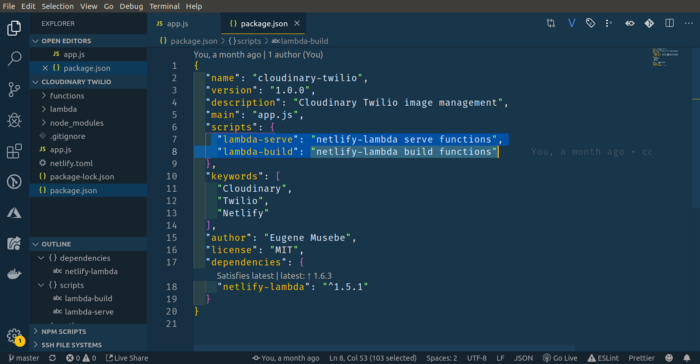 File Edit Selection View Go Run Terminal Help
EXPLORER
OPEN EDITORS
app.js
package.json
CLOUDINARY TWILIO
functions
lambda
node_modules
.gitignore
app.js
netlify.toml
package-lock.json
package.json
OUTLINE
dependencies
abc netlify-lambda
scripts
abc lambda-build
abc lambda-serve
NPM SCRIPTS
SSH FILE SYSTEMS
app.js
package.json
package.json > {} scripts > abc lambda-build
You, a month ago | 1 author (You)
1 {
2 "name": "cloudinary-twilio",
3 "version": "1.0.0",
4 "description": "Cloudinary Twilio image management",
5 "main": "app.js",
6 "scripts": {
7 "lambda-serve": "netlify-lambda serve functions",
8 "lambda-build": "netlify-lambda build functions" You, a month ago •
9 },
10 "keywords": [
11 "Cloudinary",
12 "Twilio",
13 "Netlify"
14 ],
15 "author": "Eugene Musebe",
16 "license": "MIT",
17 "dependencies": {
Satisfies latest | latest: ↑ 1.6.3
18 "netlify-lambda": "^1.5.1"
19 }
20 }
21
1
master Live Share You, a month ago Ln 8, Col 53 (103 selected) Spaces: 2 UTF-8 LF JSON Go Live ESLint Prettier